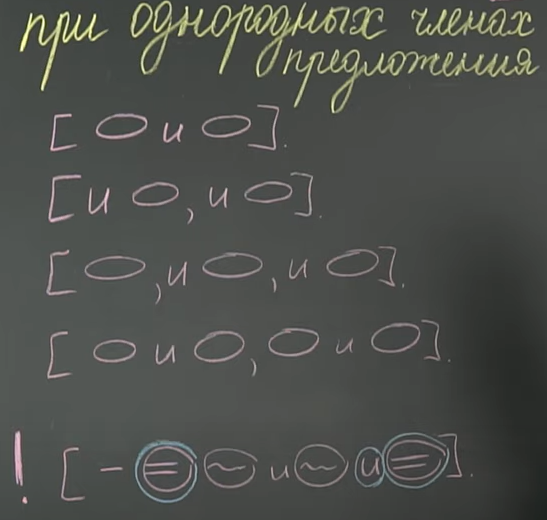 при однородных членах
предложения
[ О и О ].
[ и О, и О ].
[ О, и О, и О ].
[ О и О, О и О ].
! [ – = ~ и ~ и = ].